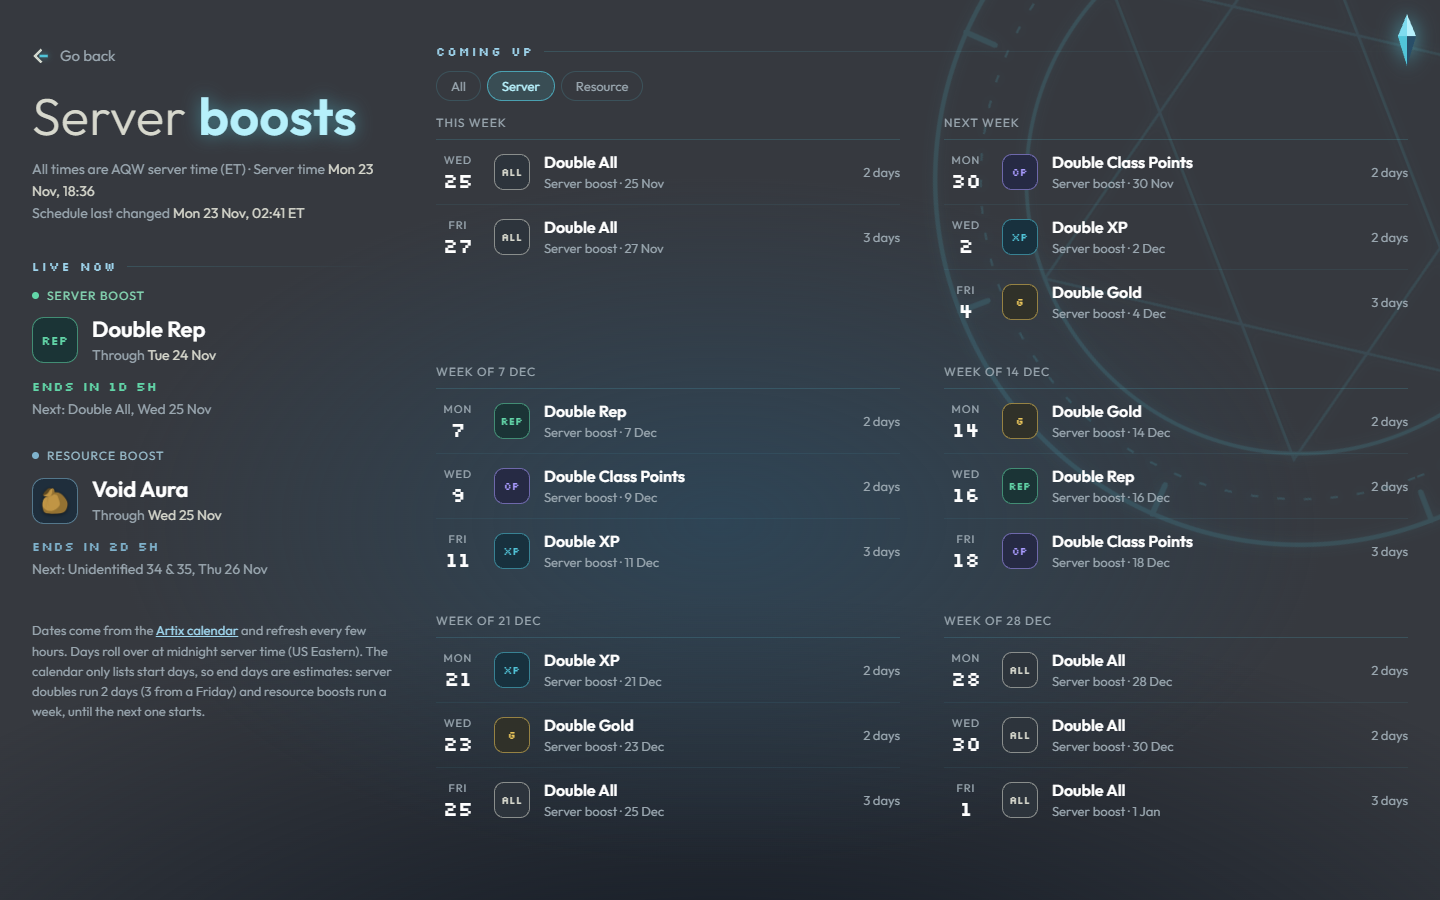 Go back
Server boosts
All times are AQW server time (ET) · Server time Mon 23
Nov, 18:36
Schedule last changed Mon 23 Nov, 02:41 ET
LIVE NOW
SERVER BOOST
REP
Double Rep
Through Tue 24 Nov
ENDS IN 1D 5H
Next: Double All, Wed 25 Nov
RESOURCE BOOST
Void Aura
Through Wed 25 Nov
ENDS IN 2D 5H
Next: Unidentified 34 & 35, Thu 26 Nov
Dates come from the Artix calendar and refresh every few
hours. Days roll over at midnight server time (US Eastern). The
calendar only lists start days, so end days are estimates: server
doubles run 2 days (3 from a Friday) and resource boosts run a
week, until the next one starts.
COMING UP
All Server Resource
THIS WEEK
WED 25 ALL Double All 2 days
Server boost · 25 Nov
FRI 27 ALL Double All 3 days
Server boost · 27 Nov
NEXT WEEK
MON 30 CP Double Class Points 2 days
Server boost · 30 Nov
WED 2 XP Double XP 2 days
Server boost · 2 Dec
FRI 4 G Double Gold 3 days
Server boost · 4 Dec
WEEK OF 7 DEC
MON 7 REP Double Rep 2 days
Server boost · 7 Dec
WED 9 CP Double Class Points 2 days
Server boost · 9 Dec
FRI 11 XP Double XP 3 days
Server boost · 11 Dec
WEEK OF 14 DEC
MON 14 G Double Gold 2 days
Server boost · 14 Dec
WED 16 REP Double Rep 2 days
Server boost · 16 Dec
FRI 18 CP Double Class Points 3 days
Server boost · 18 Dec
WEEK OF 21 DEC
MON 21 XP Double XP 2 days
Server boost · 21 Dec
WED 23 G Double Gold 2 days
Server boost · 23 Dec
FRI 25 ALL Double All 3 days
Server boost · 25 Dec
WEEK OF 28 DEC
MON 28 ALL Double All 2 days
Server boost · 28 Dec
WED 30 ALL Double All 2 days
Server boost · 30 Dec
FRI 1 ALL Double All 3 days
Server boost · 1 Jan